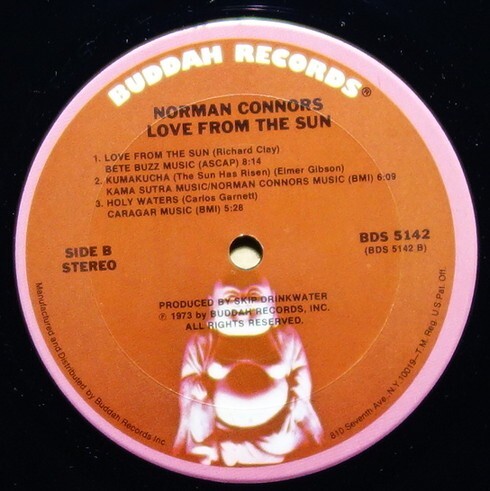 BUDDAH RECORDS®
NORMAN CONNORS
LOVE FROM THE SUN
1. LOVE FROM THE SUN (Richard Clay)
BETE BUZZ MUSIC (ASCAP) 8:14
2. KUMAKUCHA (The Sun Has Risen) (Elmer Gibson)
KAMA SUTRA MUSIC/NORMAN CONNORS MUSIC (BMI) 6:09
3. HOLY WATERS (Carlos Garnett)
CARAGAR MUSIC (BMI) 5:28
SIDE B
STEREO
BDS 5142
(BDS 5142 B)
PRODUCED BY SKIP DRINKWATER
℗ 1973 by BUDDAH RECORDS, INC.
ALL RIGHTS RESERVED.
Manufactured and Distributed by Buddah Records Inc.
810 Seventh Ave., N.Y. 10019—T.M. Reg. U.S. Pat. Off.